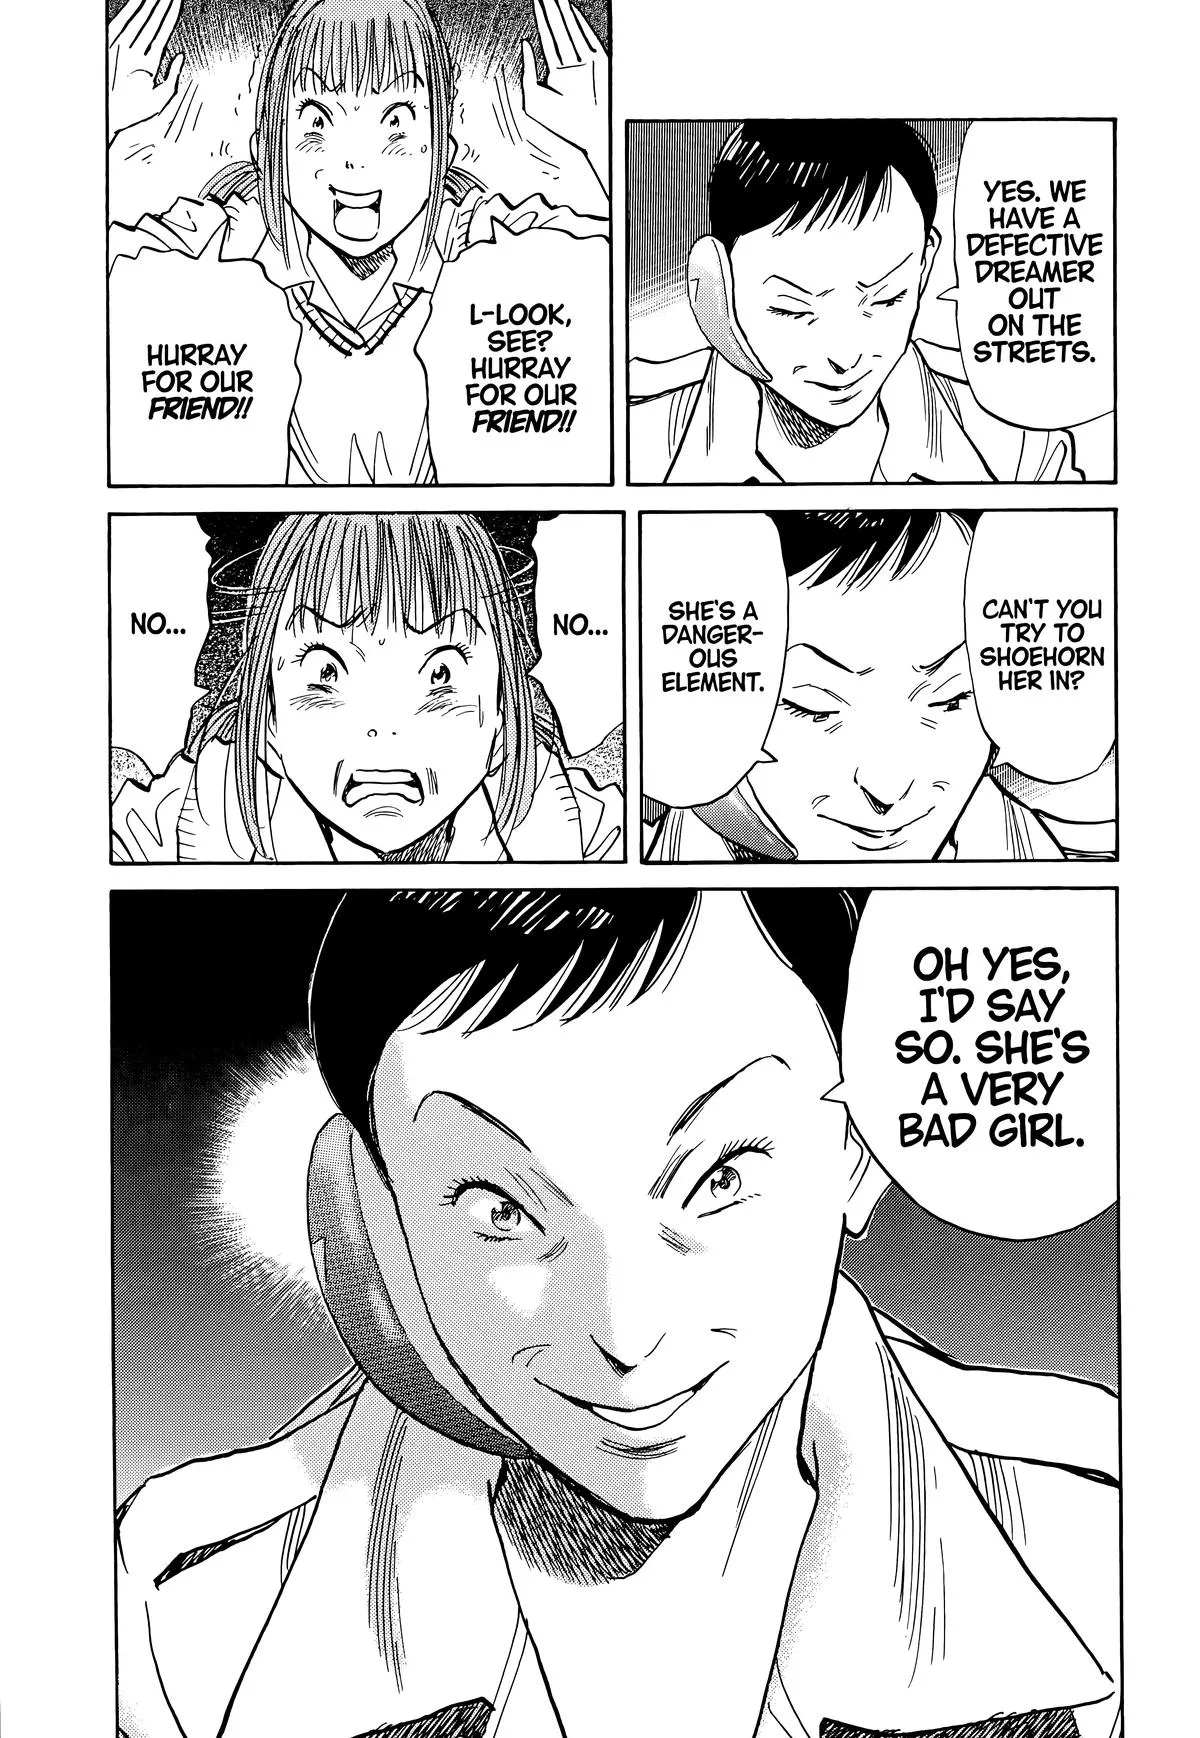 YES. WE
HAVE A
DEFECTIVE
DREAMER
OUT
ON THE
STREETS.
L-LOOK,
SEE?
HURRAY
FOR OUR
FRIEND!!
HURRAY
FOR OUR
FRIEND!!
CAN'T YOU
TRY TO
SHOEHORN
HER IN?
SHE'S A
DANGER-
OUS
ELEMENT.
NO...
NO...
OH YES,
I'D SAY
SO. SHE'S
A VERY
BAD GIRL.